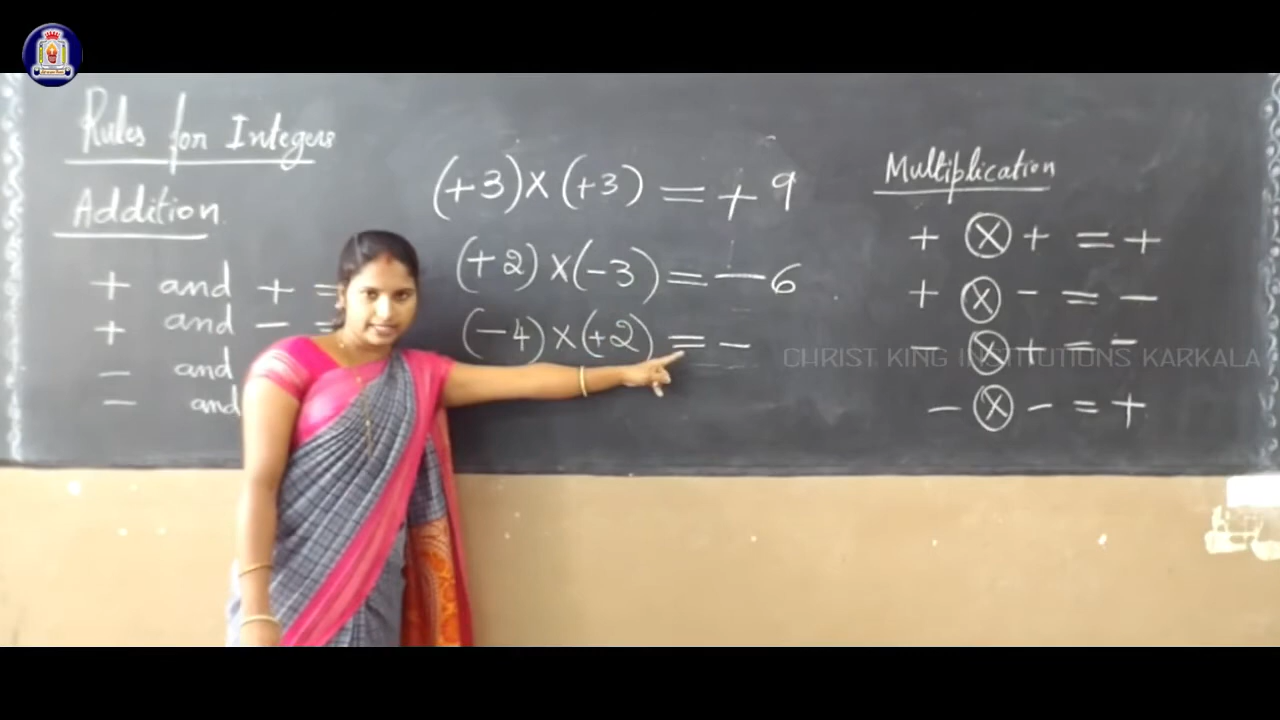 Rules for Integers
Addition
+ and + =
+ and - =
- and
- and
(+3) X (+3) = + 9
(+2) X (-3) = - 6
(-4) X (+2) = -
Multiplication
+ ⓧ + = +
+ ⓧ - = -
- ⓧ + = -
- ⓧ - = +
CHRIST KING INSTITUTIONS KARKALA